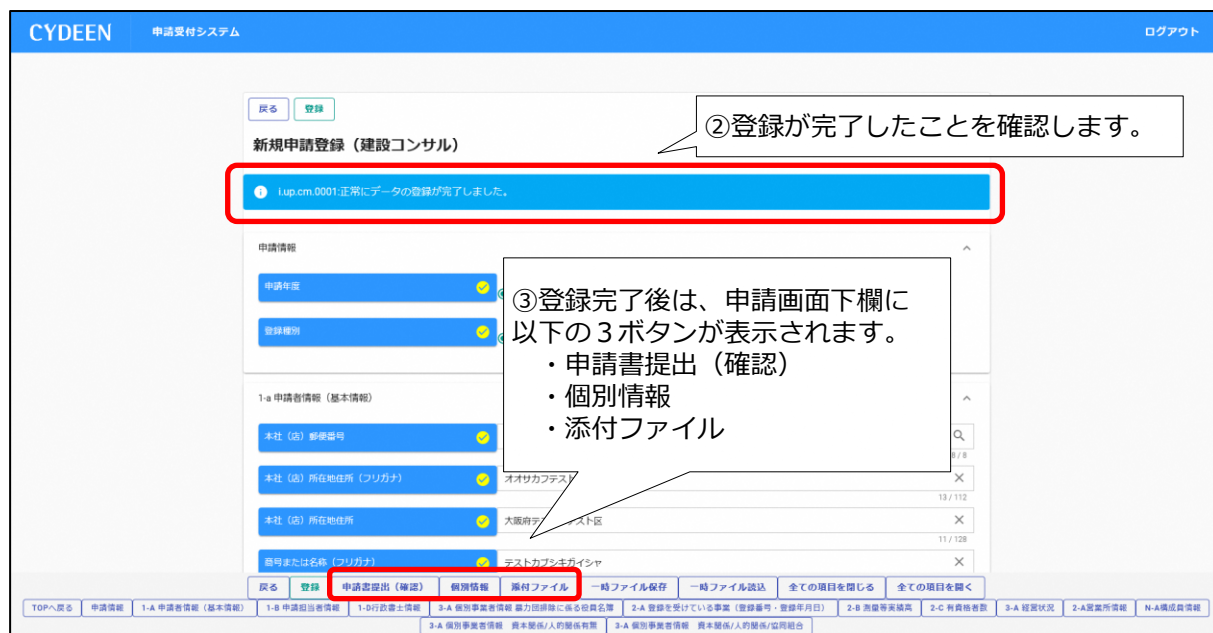 CYDEEN 申請受付システム ログアウト
戻る 登録
②登録が完了したことを確認します。
新規申請登録（建設コンサル）
i.up.cm.0001:正常にデータの登録が完了しました。
申請情報
申請年度
登録種別
③登録完了後は、申請画面下欄に
以下の３ボタンが表示されます。
・申請書提出（確認）
・個別情報
・添付ファイル
1-a 申請者情報（基本情報）
本社（店）郵便番号
8 / 8
本社（店）所在地住所（フリガナ） オオサカフテスト
13 / 112
本社（店）所在地住所 大阪府テ スト区
11 / 128
商号または名称（フリガナ） テストカブシキガイシャ
戻る 登録 申請書提出（確認） 個別情報 添付ファイル 一時ファイル保存 一時ファイル読込 全ての項目を閉じる 全ての項目を開く
TOPへ戻る 申請情報 1-A 申請者情報（基本情報） 1-B 申請担当者情報 1-D行政書士情報 3-A 個別事業者情報 暴力団排除に係る役員名簿 2-A 登録を受けている事業（登録番号・登録年月日） 2-B 測量等実績高 2-C 有資格者数 3-A 経営状況 2-A営業所情報 N-A構成員情報
3-A 個別事業者情報 資本関係/人的関係有無 3-A 個別事業者情報 資本関係/人的関係/協同組合